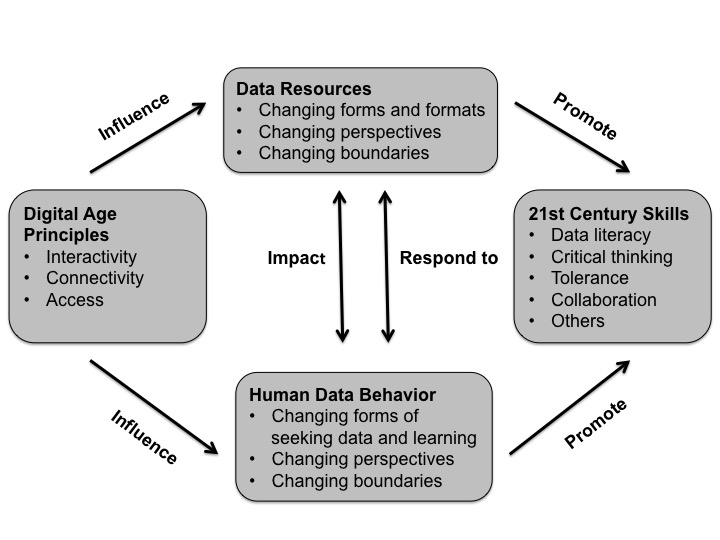 Data Resources
• Changing forms and formats
• Changing perspectives
• Changing boundaries
Influence
Promote
Digital Age
Principles
• Interactivity
• Connectivity
• Access
Impact
Respond to
21st Century Skills
• Data literacy
• Critical thinking
• Tolerance
• Collaboration
• Others
Human Data Behavior
• Changing forms of
seeking data and learning
• Changing perspectives
• Changing boundaries
Influence
Promote